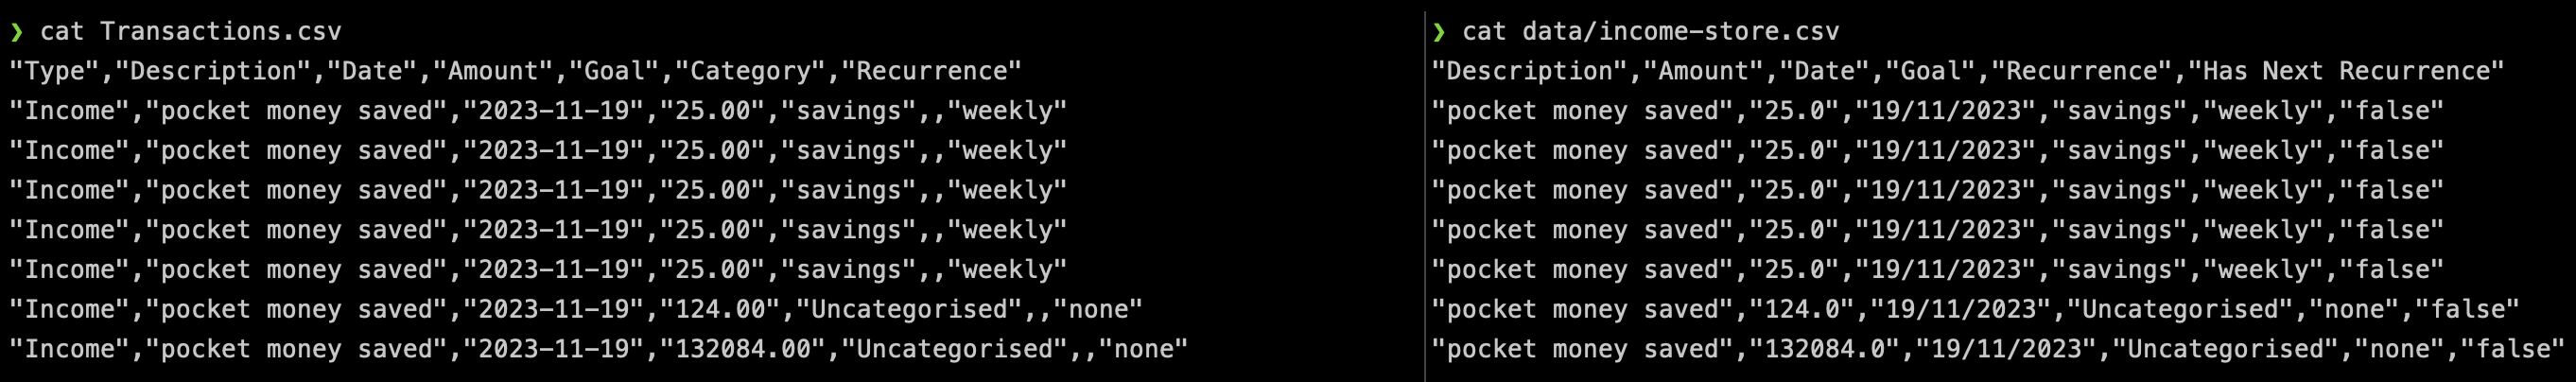 ❯ cat Transactions.csv
"Type","Description","Date","Amount","Goal","Category","Recurrence"
"Income","pocket money saved","2023-11-19","25.00","savings",,"weekly"
"Income","pocket money saved","2023-11-19","25.00","savings",,"weekly"
"Income","pocket money saved","2023-11-19","25.00","savings",,"weekly"
"Income","pocket money saved","2023-11-19","25.00","savings",,"weekly"
"Income","pocket money saved","2023-11-19","25.00","savings",,"weekly"
"Income","pocket money saved","2023-11-19","124.00","Uncategorised",,"none"
"Income","pocket money saved","2023-11-19","132084.00","Uncategorised",,"none"
❯ cat data/income-store.csv
"Description","Amount","Date","Goal","Recurrence","Has Next Recurrence"
"pocket money saved","25.0","19/11/2023","savings","weekly","false"
"pocket money saved","25.0","19/11/2023","savings","weekly","false"
"pocket money saved","25.0","19/11/2023","savings","weekly","false"
"pocket money saved","25.0","19/11/2023","savings","weekly","false"
"pocket money saved","25.0","19/11/2023","savings","weekly","false"
"pocket money saved","124.0","19/11/2023","Uncategorised","none","false"
"pocket money saved","132084.0","19/11/2023","Uncategorised","none","false"